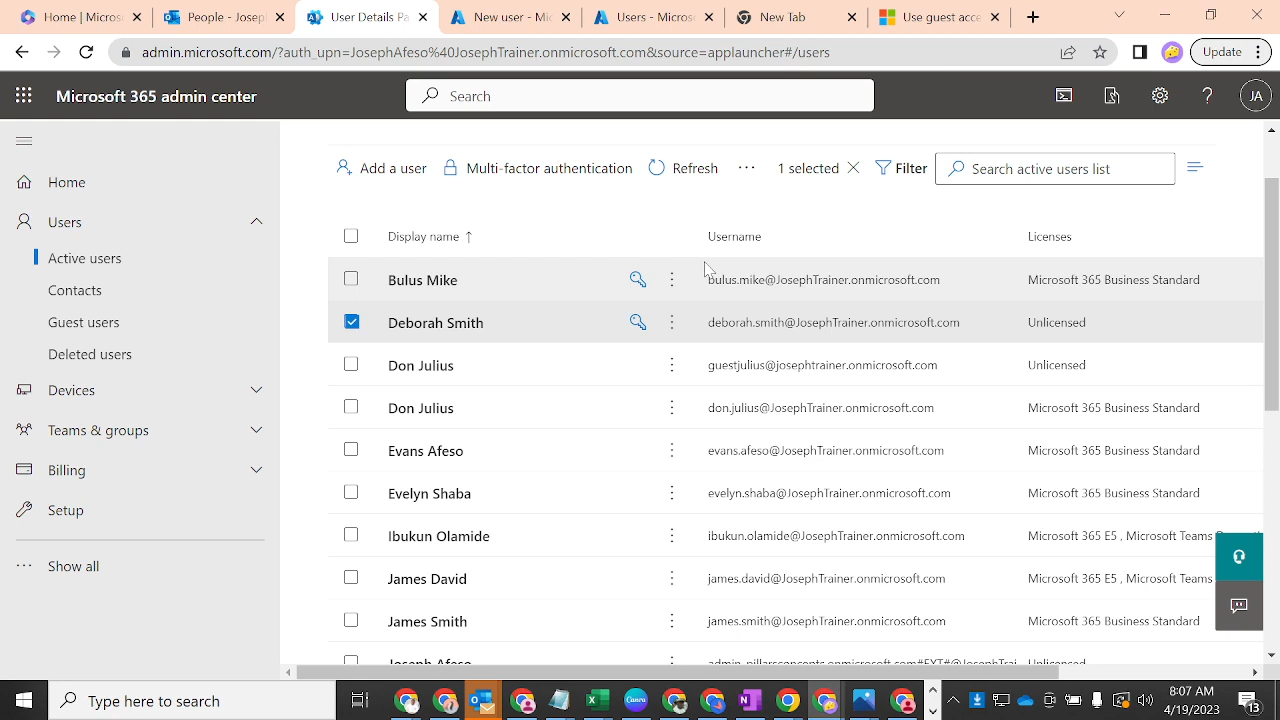 Home | Micros
People - Joseph
User Details Pa
New user - Mic
Users - Micros
New Tab
Use guest acce
admin.microsoft.com/?auth_upn=JosephAfeso%40JosephTrainer.onmicrosoft.com&source=applauncher#/users
Update
Microsoft 365 admin center
Search
JA
Home
Users
Active users
Contacts
Guest users
Deleted users
Devices
Teams & groups
Billing
Setup
Show all
Add a user
Multi-factor authentication
Refresh
1 selected
Filter
Search active users list
Display name ↑ Username Licenses
Bulus Mike bulus.mike@JosephTrainer.onmicrosoft.com Microsoft 365 Business Standard
Deborah Smith deborah.smith@JosephTrainer.onmicrosoft.com Unlicensed
Don Julius guestjulius@josephtrainer.onmicrosoft.com Unlicensed
Don Julius don.julius@JosephTrainer.onmicrosoft.com Microsoft 365 Business Standard
Evans Afeso evans.afeso@JosephTrainer.onmicrosoft.com Microsoft 365 Business Standard
Evelyn Shaba evelyn.shaba@JosephTrainer.onmicrosoft.com Microsoft 365 Business Standard
Ibukun Olamide ibukun.olamide@JosephTrainer.onmicrosoft.com Microsoft 365 E5 , Microsoft Teams
James David james.david@JosephTrainer.onmicrosoft.com Microsoft 365 E5 , Microsoft Teams
James Smith james.smith@JosephTrainer.onmicrosoft.com Microsoft 365 Business Standard
Joseph Afeso admin_pillarsconcepts.com#EXT#@JosephTrai Unlicensed
Type here to search
8:07 AM
4/19/2023
13